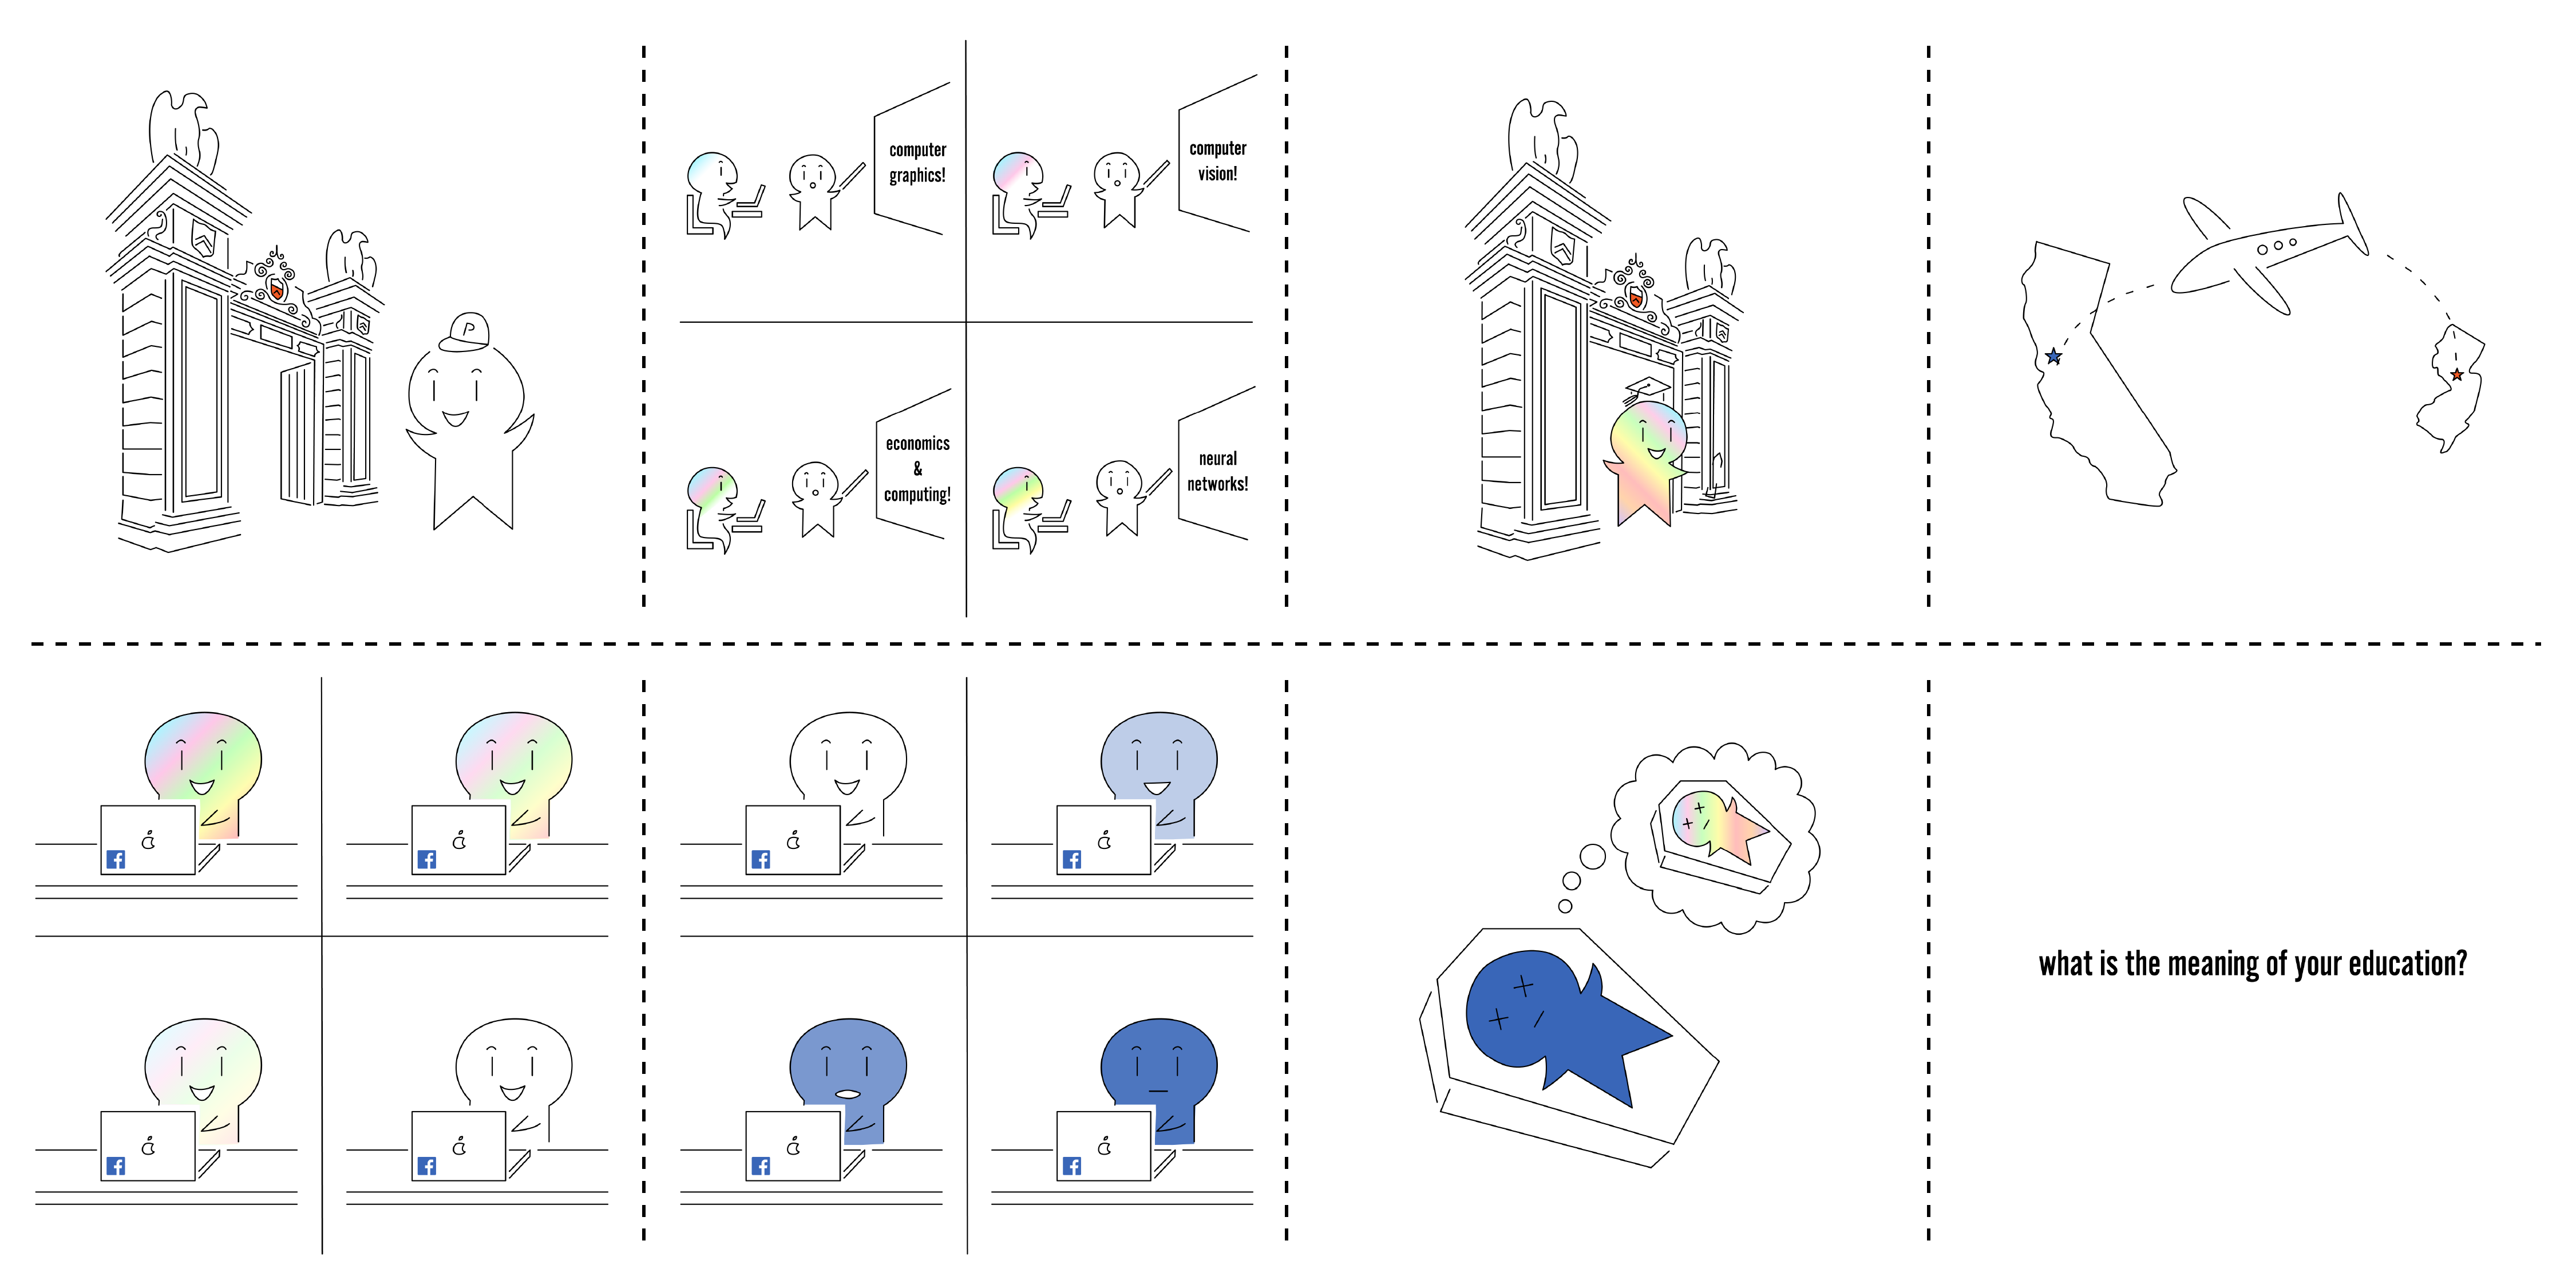 P
computer
graphics!
computer
vision!
economics
&
computing!
neural
networks!
f
f
f
f
f
f
f
f
what is the meaning of your education?